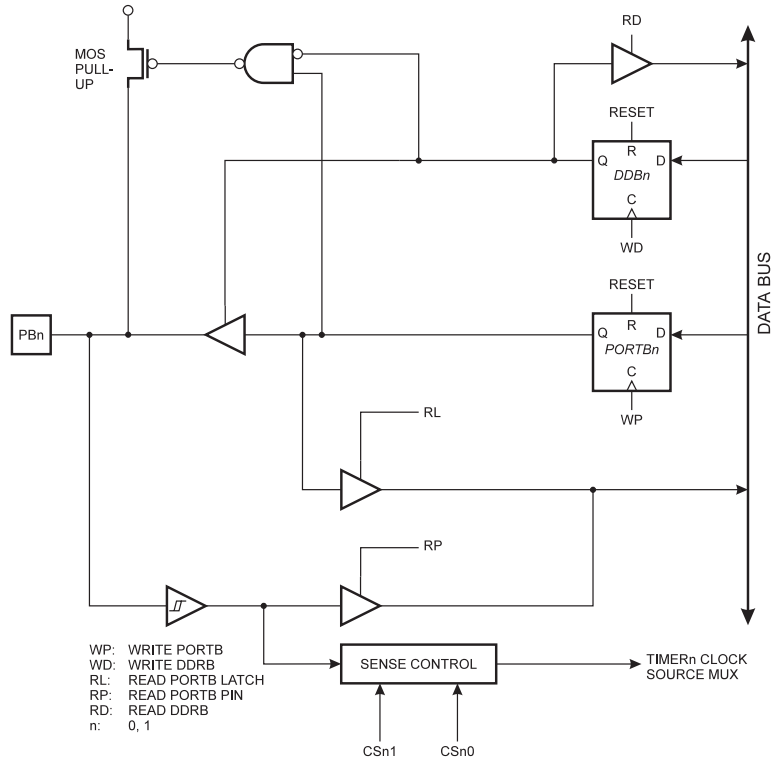 RD
MOS
PULL-
UP
RESET
R
Q D
DDBn
C
WD
DATA BUS
RESET
R
PBn
Q D
PORTBn
C
WP
RL
RP
WP: WRITE PORTB
WD: WRITE DDRB
RL: READ PORTB LATCH
RP: READ PORTB PIN
RD: READ DDRB
n: 0, 1
SENSE CONTROL
TIMERn CLOCK
SOURCE MUX
CSn1 CSn0